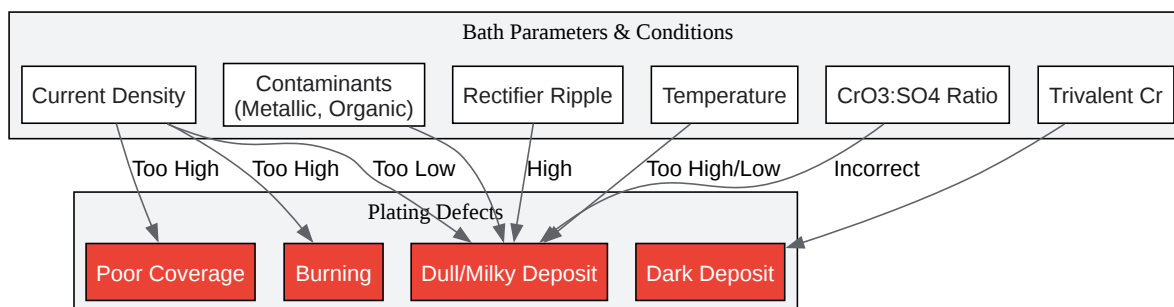 Bath Parameters & Conditions
Current Density
Contaminants
(Metallic, Organic)
Rectifier Ripple
Temperature
CrO3:SO4 Ratio
Trivalent Cr
Too High
Too High
Too Low
High
Too High/Low
Incorrect
Plating Defects
Poor Coverage
Burning
Dull/Milky Deposit
Dark Deposit